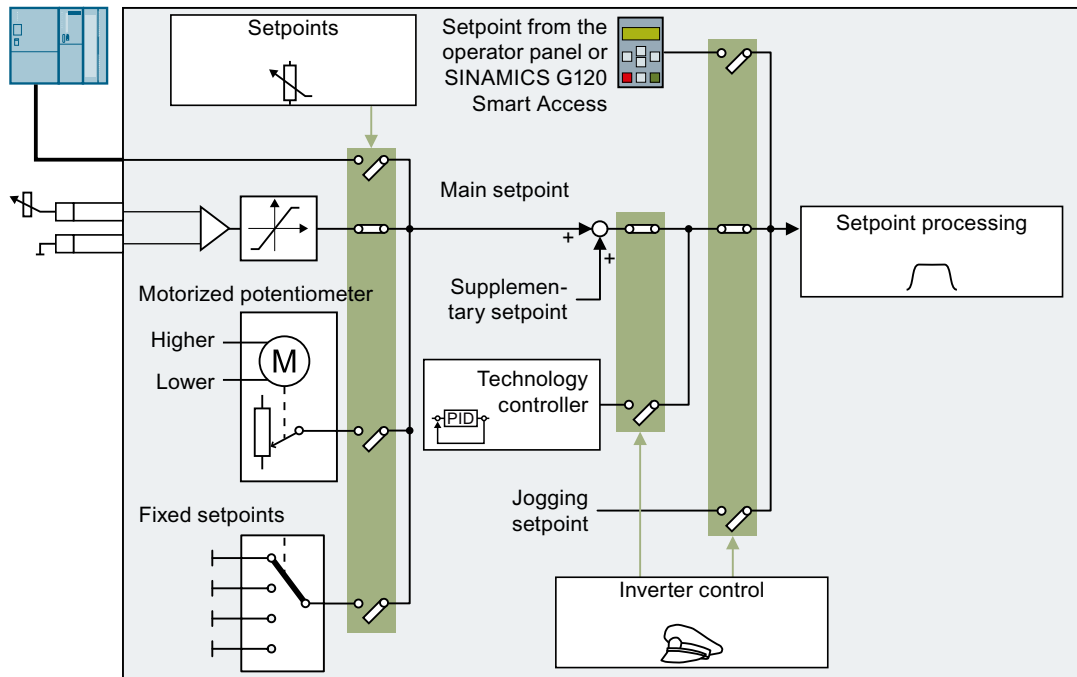 Setpoints
Setpoint from the
operator panel or
SINAMICS G120
Smart Access
Main setpoint
+
+
Setpoint processing
Supplemen-
tary setpoint
Motorized potentiometer
Higher
Lower
M
Technology
controller
PID
Jogging
setpoint
Fixed setpoints
Inverter control